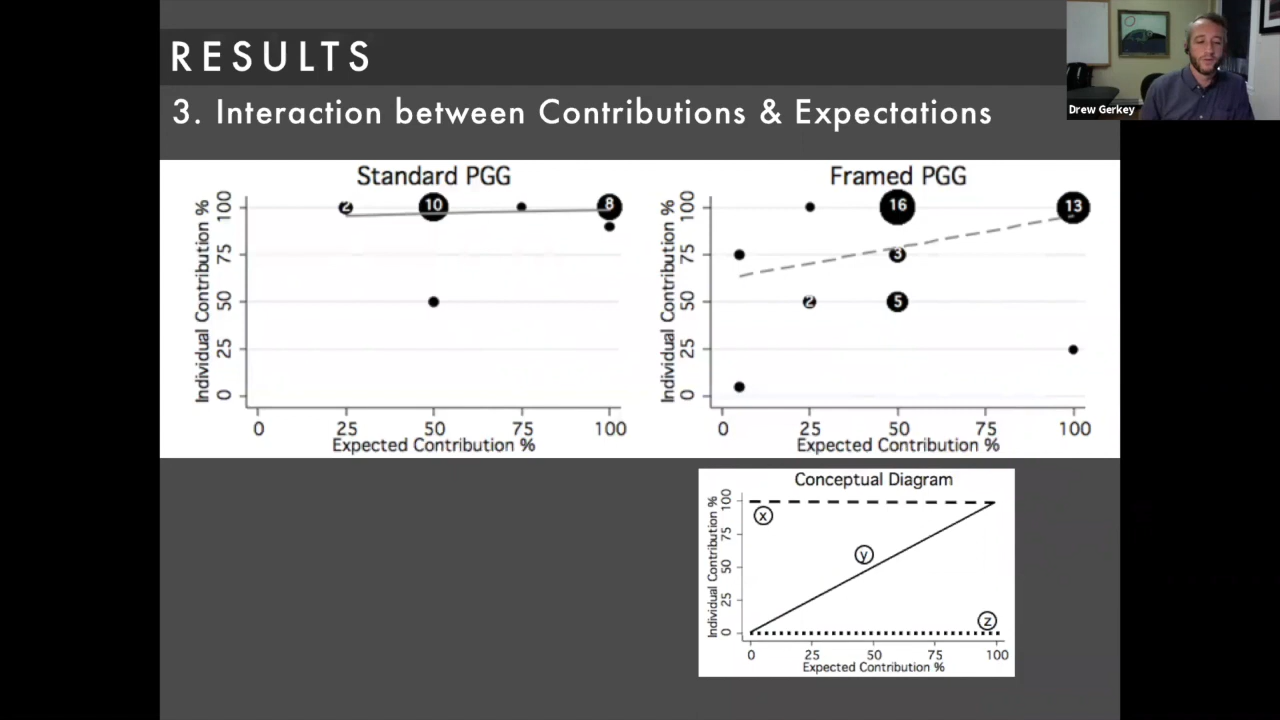 RESULTS
Drew Gerkey
3. Interaction between Contributions & Expectations
Standard PGG
Individual Contribution %
100
75
50
25
0
2
10
8
0 25 50 75 100
Expected Contribution %
Framed PGG
Individual Contribution %
100
75
50
25
0
16
13
3
2
5
0 25 50 75 100
Expected Contribution %
Conceptual Diagram
Individual Contribution %
100
75
50
25
0
x
y
z
0 25 50 75 100
Expected Contribution %